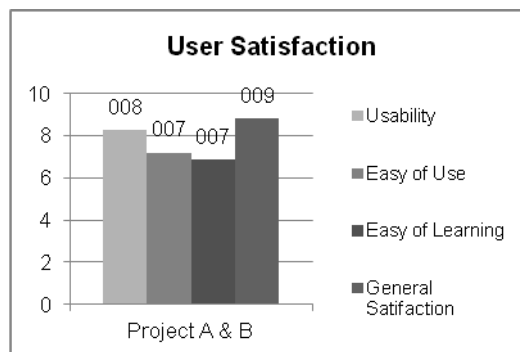 User Satisfaction
10
8
6
4
2
0
008
007
007
009
Project A & B
Usability
Easy of Use
Easy of Learning
General
Satifaction